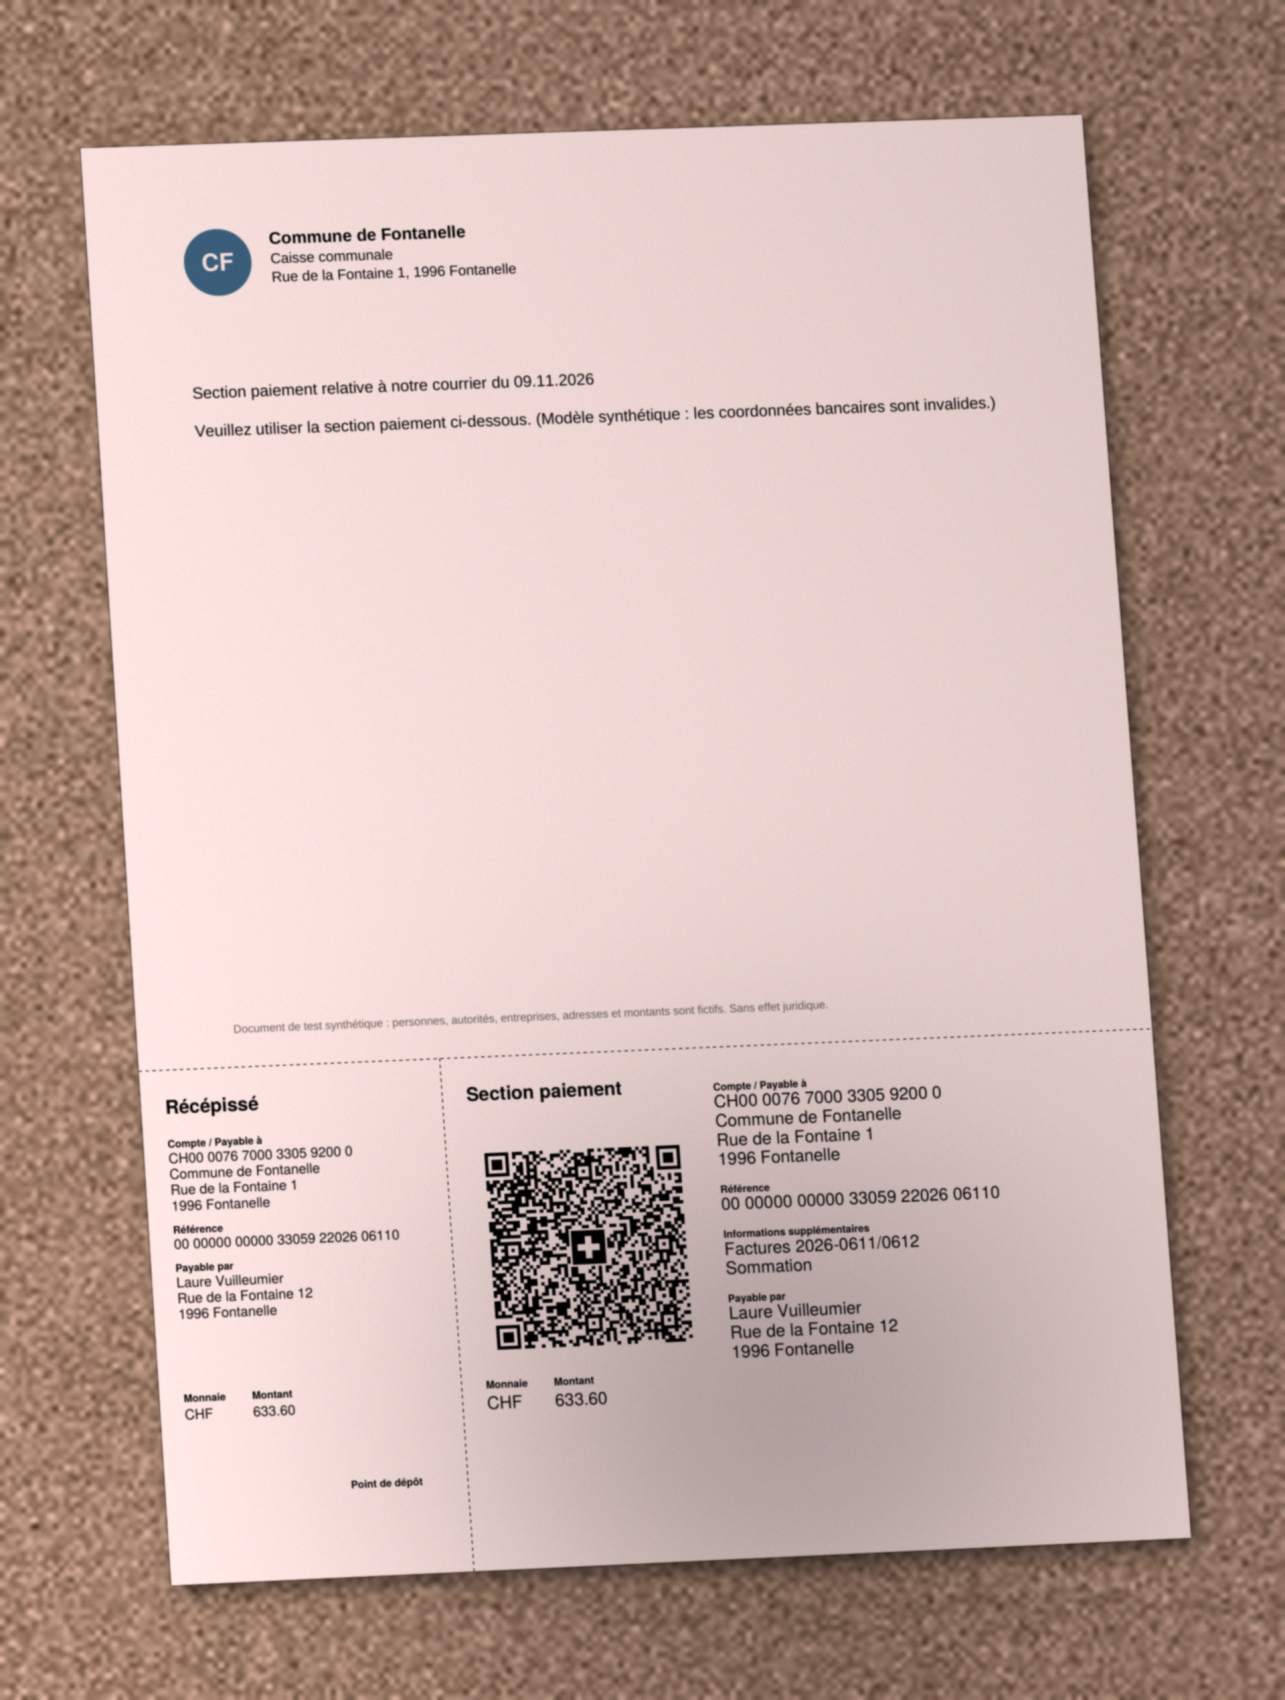 CF
Commune de Fontanelle
Caisse communale
Rue de la Fontaine 1, 1996 Fontanelle
Section paiement relative à notre courrier du 09.11.2026
Veuillez utiliser la section paiement ci-dessous. (Modèle synthétique : les coordonnées bancaires sont invalides.)
Document de test synthétique : personnes, autorités, entreprises, adresses et montants sont fictifs. Sans effet juridique.
Récépissé
Compte / Payable à
CH00 0076 7000 3305 9200 0
Commune de Fontanelle
Rue de la Fontaine 1
1996 Fontanelle
Référence
00 00000 00000 33059 22026 06110
Payable par
Laure Vuilleumier
Rue de la Fontaine 12
1996 Fontanelle
Monnaie Montant
CHF 633.60
Point de dépôt
Section paiement
Monnaie Montant
CHF 633.60
Compte / Payable à
CH00 0076 7000 3305 9200 0
Commune de Fontanelle
Rue de la Fontaine 1
1996 Fontanelle
Référence
00 00000 00000 33059 22026 06110
Informations supplémentaires
Factures 2026-0611/0612
Sommation
Payable par
Laure Vuilleumier
Rue de la Fontaine 12
1996 Fontanelle